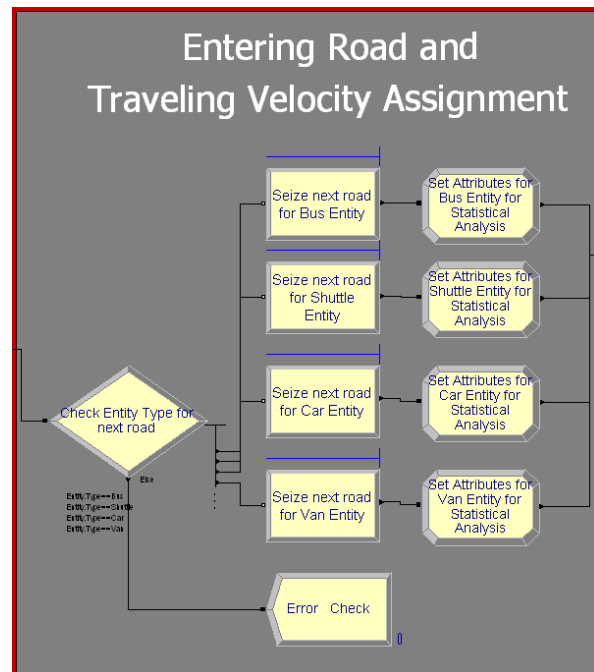 Entering Road and
Traveling Velocity Assignment
Seize next road
for Bus Entity
Set Attributes for
Bus Entity for
Statistical
Analysis
Seize next road
for Shuttle
Entity
Set Attributes for
Shuttle Entity for
Statistical
Analysis
Check Entity Type for
next road
Seize next road
for Car Entity
Set Attributes for
Car Entity for
Statistical
Analysis
Else
Entity.Type==Bus
Entity.Type==Shuttle
Entity.Type==Car
Entity.Type==Van
Seize next road
for Van Entity
Set Attributes for
Van Entity for
Statistical
Analysis
Error Check
0